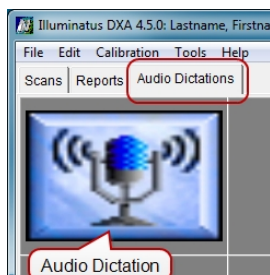 Illuminatus DXA 4.5.0: Lastname, Firstna
File Edit Calibration Tools Help
Scans Reports Audio Dictations
Audio Dictation